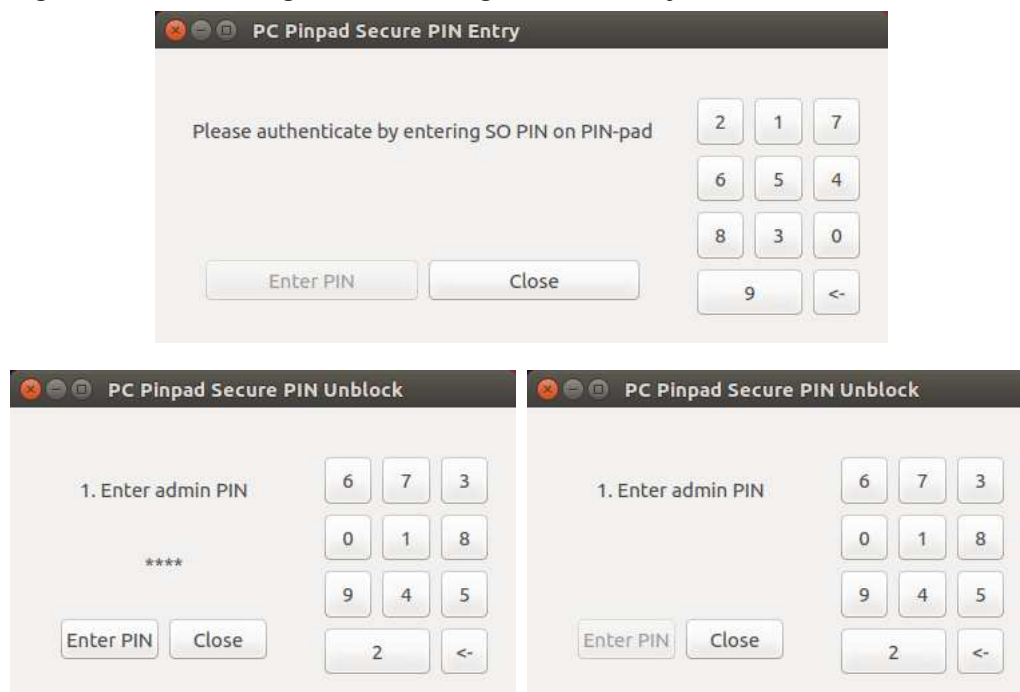 PC Pinpad Secure PIN Entry
Please authenticate by entering SO PIN on PIN-pad
2 1 7
6 5 4
8 3 0
Enter PIN Close
9 <-
PC Pinpad Secure PIN Unblock
1. Enter admin PIN
6 7 3
0 1 8
****
9 4 5
Enter PIN Close
2 <-
PC Pinpad Secure PIN Unblock
1. Enter admin PIN
6 7 3
0 1 8
9 4 5
Enter PIN Close
2 <-